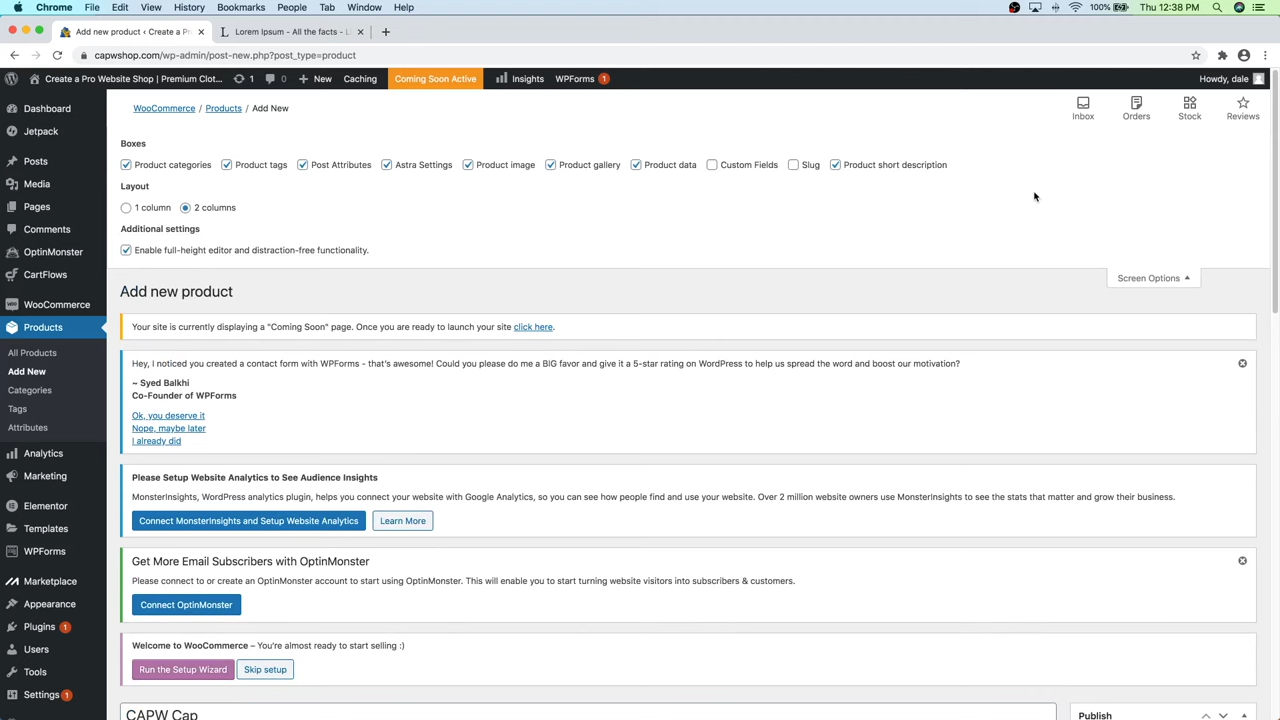 Chrome File Edit View History Bookmarks People Tab Window Help 100% Thu 12:38 PM
Add new product ‹ Create a Pr Lorem Ipsum - All the facts - L
capwshop.com/wp-admin/post-new.php?post_type=product
Create a Pro Website Shop | Premium Clot... 1 0 New Caching Coming Soon Active Insights WPForms 1 Howdy, dale
Dashboard
Jetpack
Posts
Media
Pages
Comments
OptinMonster
CartFlows
WooCommerce
Products
All Products
Add New
Categories
Tags
Attributes
Analytics
Marketing
Elementor
Templates
WPForms
Marketplace
Appearance
Plugins 1
Users
Tools
Settings 1
WooCommerce / Products / Add New
Inbox Orders Stock Reviews
Boxes
Product categories Product tags Post Attributes Astra Settings Product image Product gallery Product data Custom Fields Slug Product short description
Layout
1 column 2 columns
Additional settings
Enable full-height editor and distraction-free functionality.
Screen Options
Add new product
Your site is currently displaying a "Coming Soon" page. Once you are ready to launch your site click here.
Hey, I noticed you created a contact form with WPForms - that's awesome! Could you please do me a BIG favor and give it a 5-star rating on WordPress to help us spread the word and boost our motivation?
~ Syed Balkhi
Co-Founder of WPForms
Ok, you deserve it
Nope, maybe later
I already did
Please Setup Website Analytics to See Audience Insights
MonsterInsights, WordPress analytics plugin, helps you connect your website with Google Analytics, so you can see how people find and use your website. Over 2 million website owners use MonsterInsights to see the stats that matter and grow their business.
Connect MonsterInsights and Setup Website Analytics Learn More
Get More Email Subscribers with OptinMonster
Please connect to or create an OptinMonster account to start using OptinMonster. This will enable you to start turning website visitors into subscribers & customers.
Connect OptinMonster
Welcome to WooCommerce – You're almost ready to start selling :)
Run the Setup Wizard Skip setup
CAPW Cap
Publish